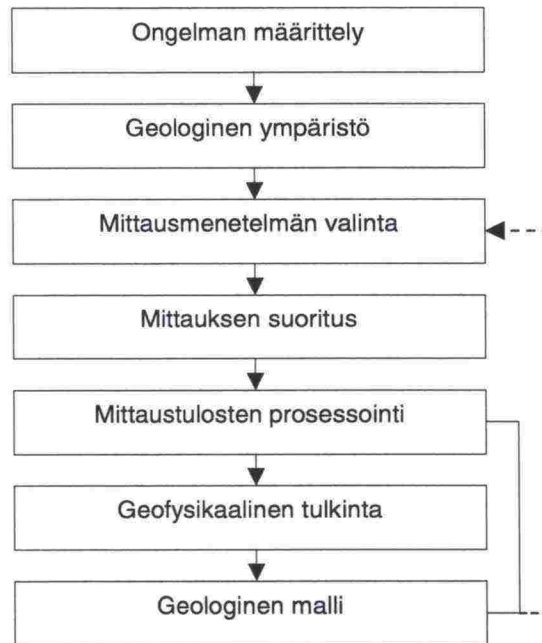 Ongelman määrittely
Geologinen ympäristö
Mittausmenetelmän valinta
Mittauksen suoritus
Mittaustulosten prosessointi
Geofysikaalinen tulkinta
Geologinen malli